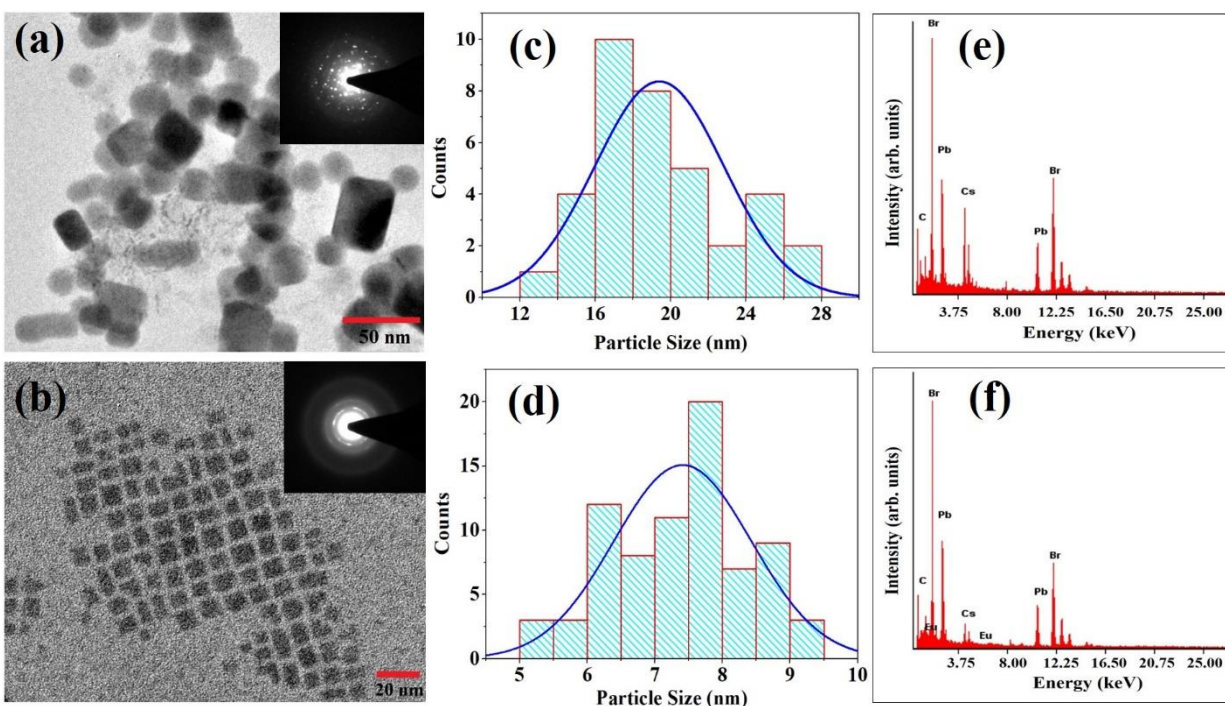 (a)
50 nm
(b)
20 nm
(c)
Counts
10
8
6
4
2
0
12 16 20 24 28
Particle Size (nm)
(d)
Counts
20
15
10
5
0
5 6 7 8 9 10
Particle Size (nm)
(e)
Intensity (arb. units)
Br
Pb
Cs
C
Br
Pb
3.75 8.00 12.25 16.50 20.75 25.00
Energy (keV)
(f)
Intensity (arb. units)
Br
Pb
C
Eu
Cs
Eu
Pb
Br
3.75 8.00 12.25 16.50 20.75 25.00
Energy (keV)